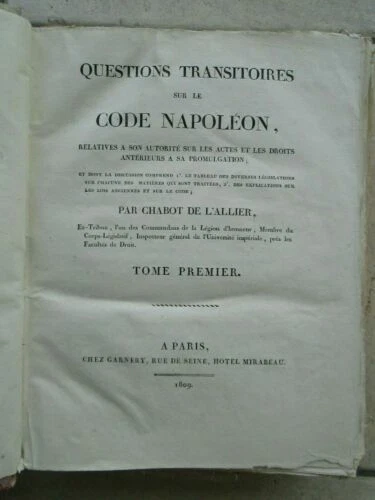 QUESTIONS TRANSITOIRES
SUR LE
CODE NAPOLÉON,
RELATIVES A SON AUTORITÉ SUR LES ACTES ET LES DROITS
ANTÉRIEURS A SA PROMULGATION;
ET DONT LA DISCUSSION COMPREND 1°. LE TABLEAU DES DIVERSES LÉGISLATIONS
SUR CHACUNE DES MATIÈRES QUI SONT TRAITÉES, 2°. DES EXPLICATIONS SUR
LES LOIS ANCIENNES ET SUR LE CODE;
PAR CHABOT DE L'ALLIER,
Ex-Tribun, l'un des Commandans de la Légion d'honneur, Membre du
Corps-Législatif, Inspecteur général de l'Université impériale, près les
Facultés de Droit.
TOME PREMIER.
A PARIS,
CHEZ GARNERY, RUE DE SEINE, HOTEL MIRABEAU.
1809.